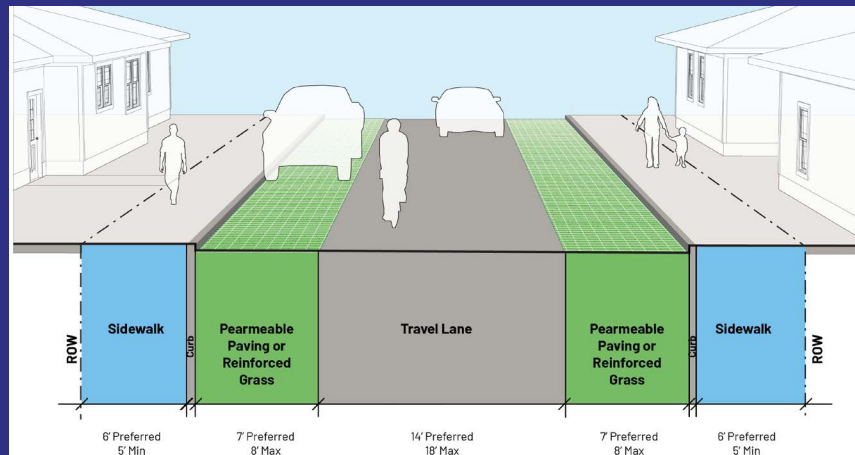 ROW
Sidewalk
Curb
Pearmeable
Paving or
Reinforced
Grass
Travel Lane
Pearmeable
Paving or
Reinforced
Grass
Curb
Sidewalk
ROW
6' Preferred
5' Min
7' Preferred
8' Max
14' Preferred
18' Max
7' Preferred
8' Max
6' Preferred
5' Min